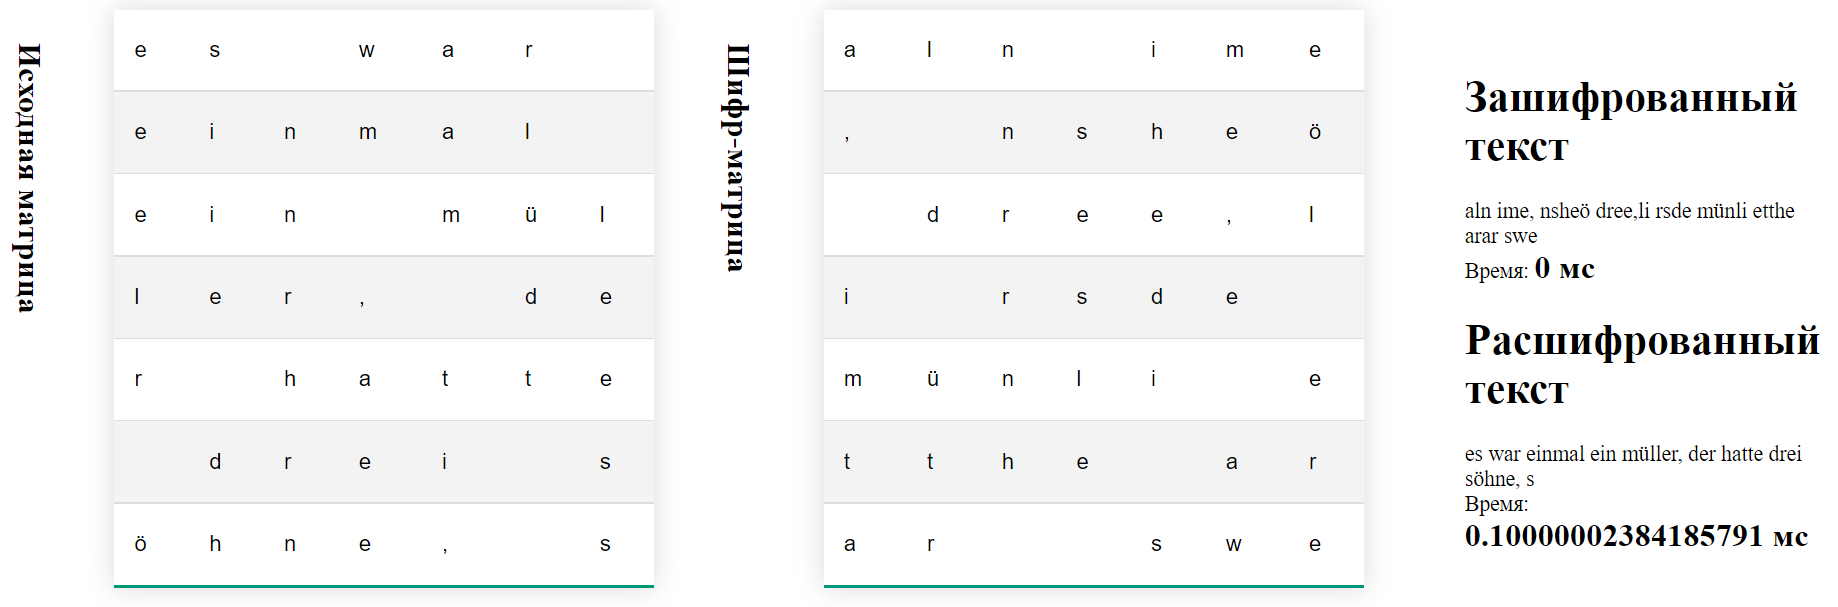 Исходная матрица
e s w a r
e i n m a l
e i n m ü l
l e r , d e
r h a t t e
d r e i s
ö h n e , s
Шифр-матрица
a l n i m e
, n s h e ö
d r e e , l
i r s d e
m ü n l i e
t t h e a r
a r s w e
Зашифрованный
текст
aln ime, nsheö dree,li rsde münli etthe
arar swe
Время: 0 мс
Расшифрованный
текст
es war einmal ein müller, der hatte drei
söhne, s
Время:
0.10000002384185791 мс